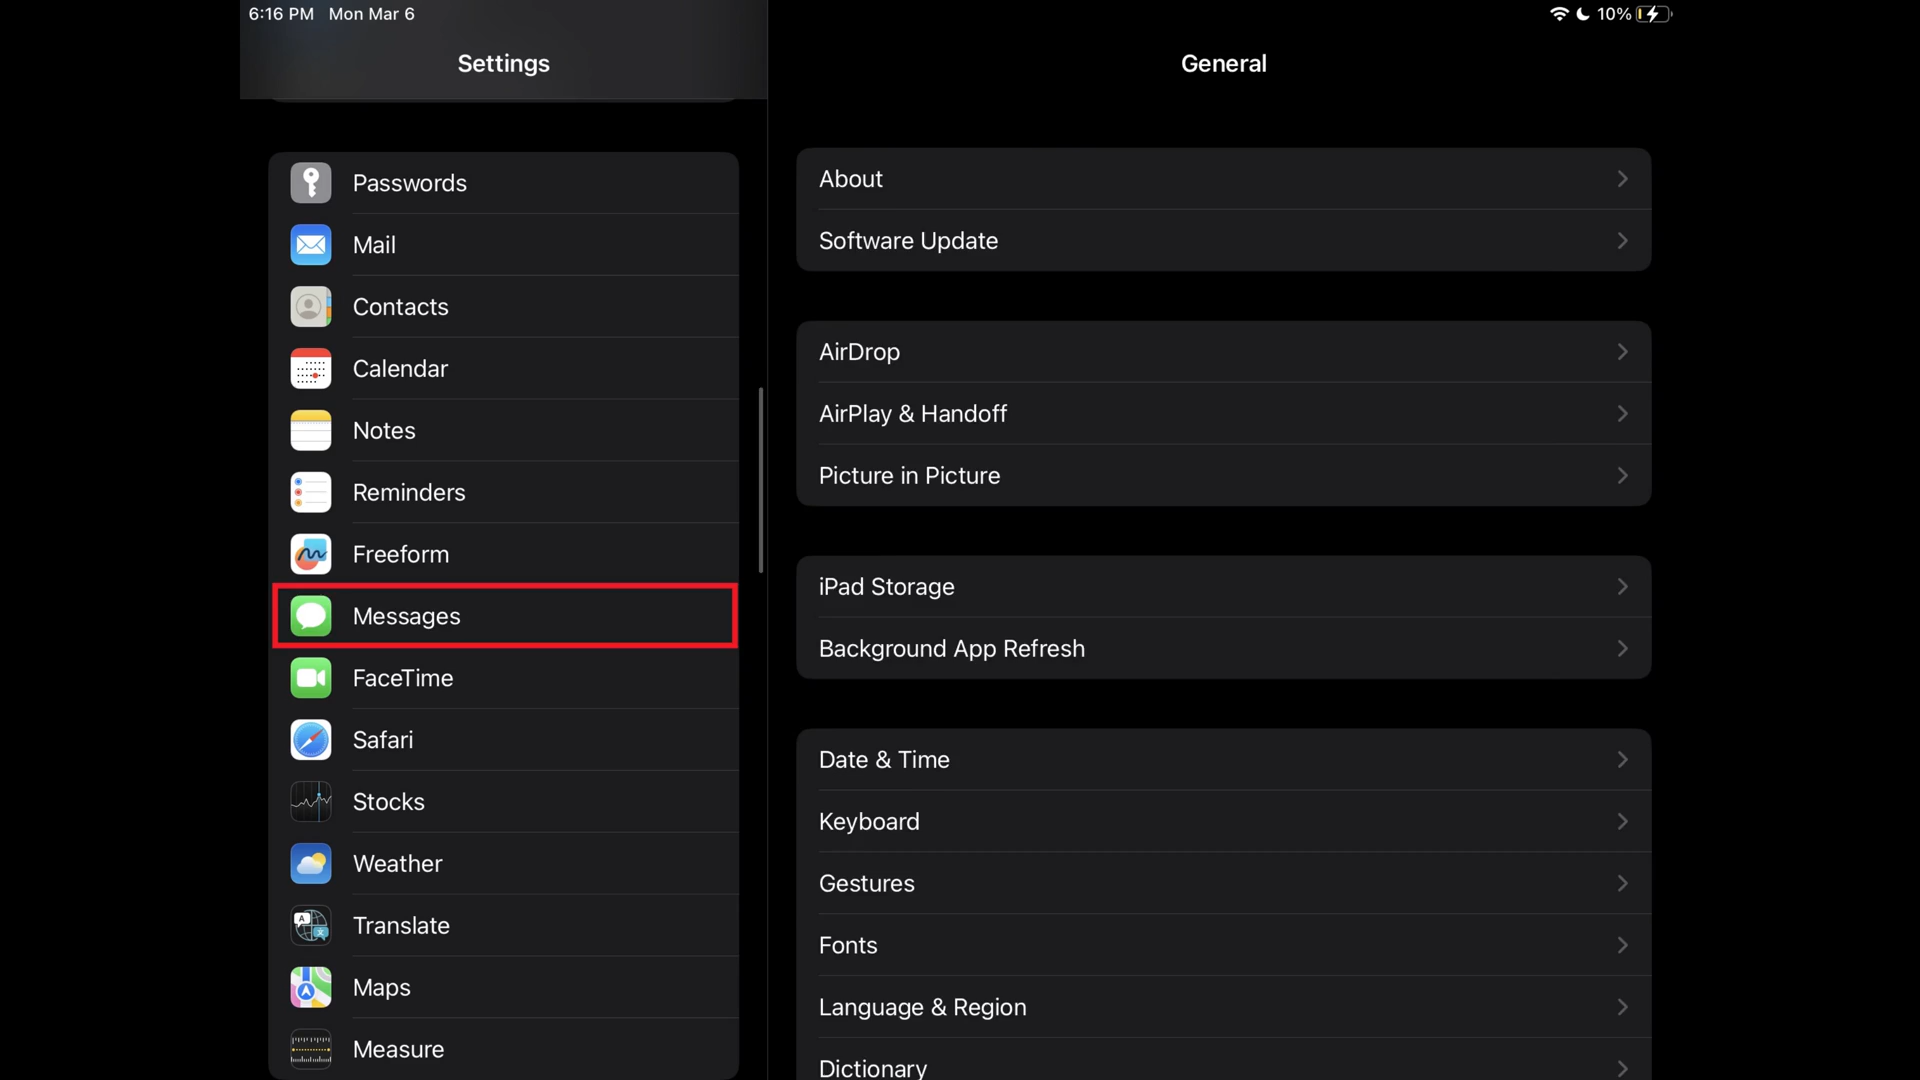 6:16 PM Mon Mar 6
10%
Settings
Passwords
Mail
Contacts
Calendar
Notes
Reminders
Freeform
Messages
FaceTime
Safari
Stocks
Weather
Translate
Maps
Measure
General
About
Software Update
AirDrop
AirPlay & Handoff
Picture in Picture
iPad Storage
Background App Refresh
Date & Time
Keyboard
Gestures
Fonts
Language & Region
Dictionary